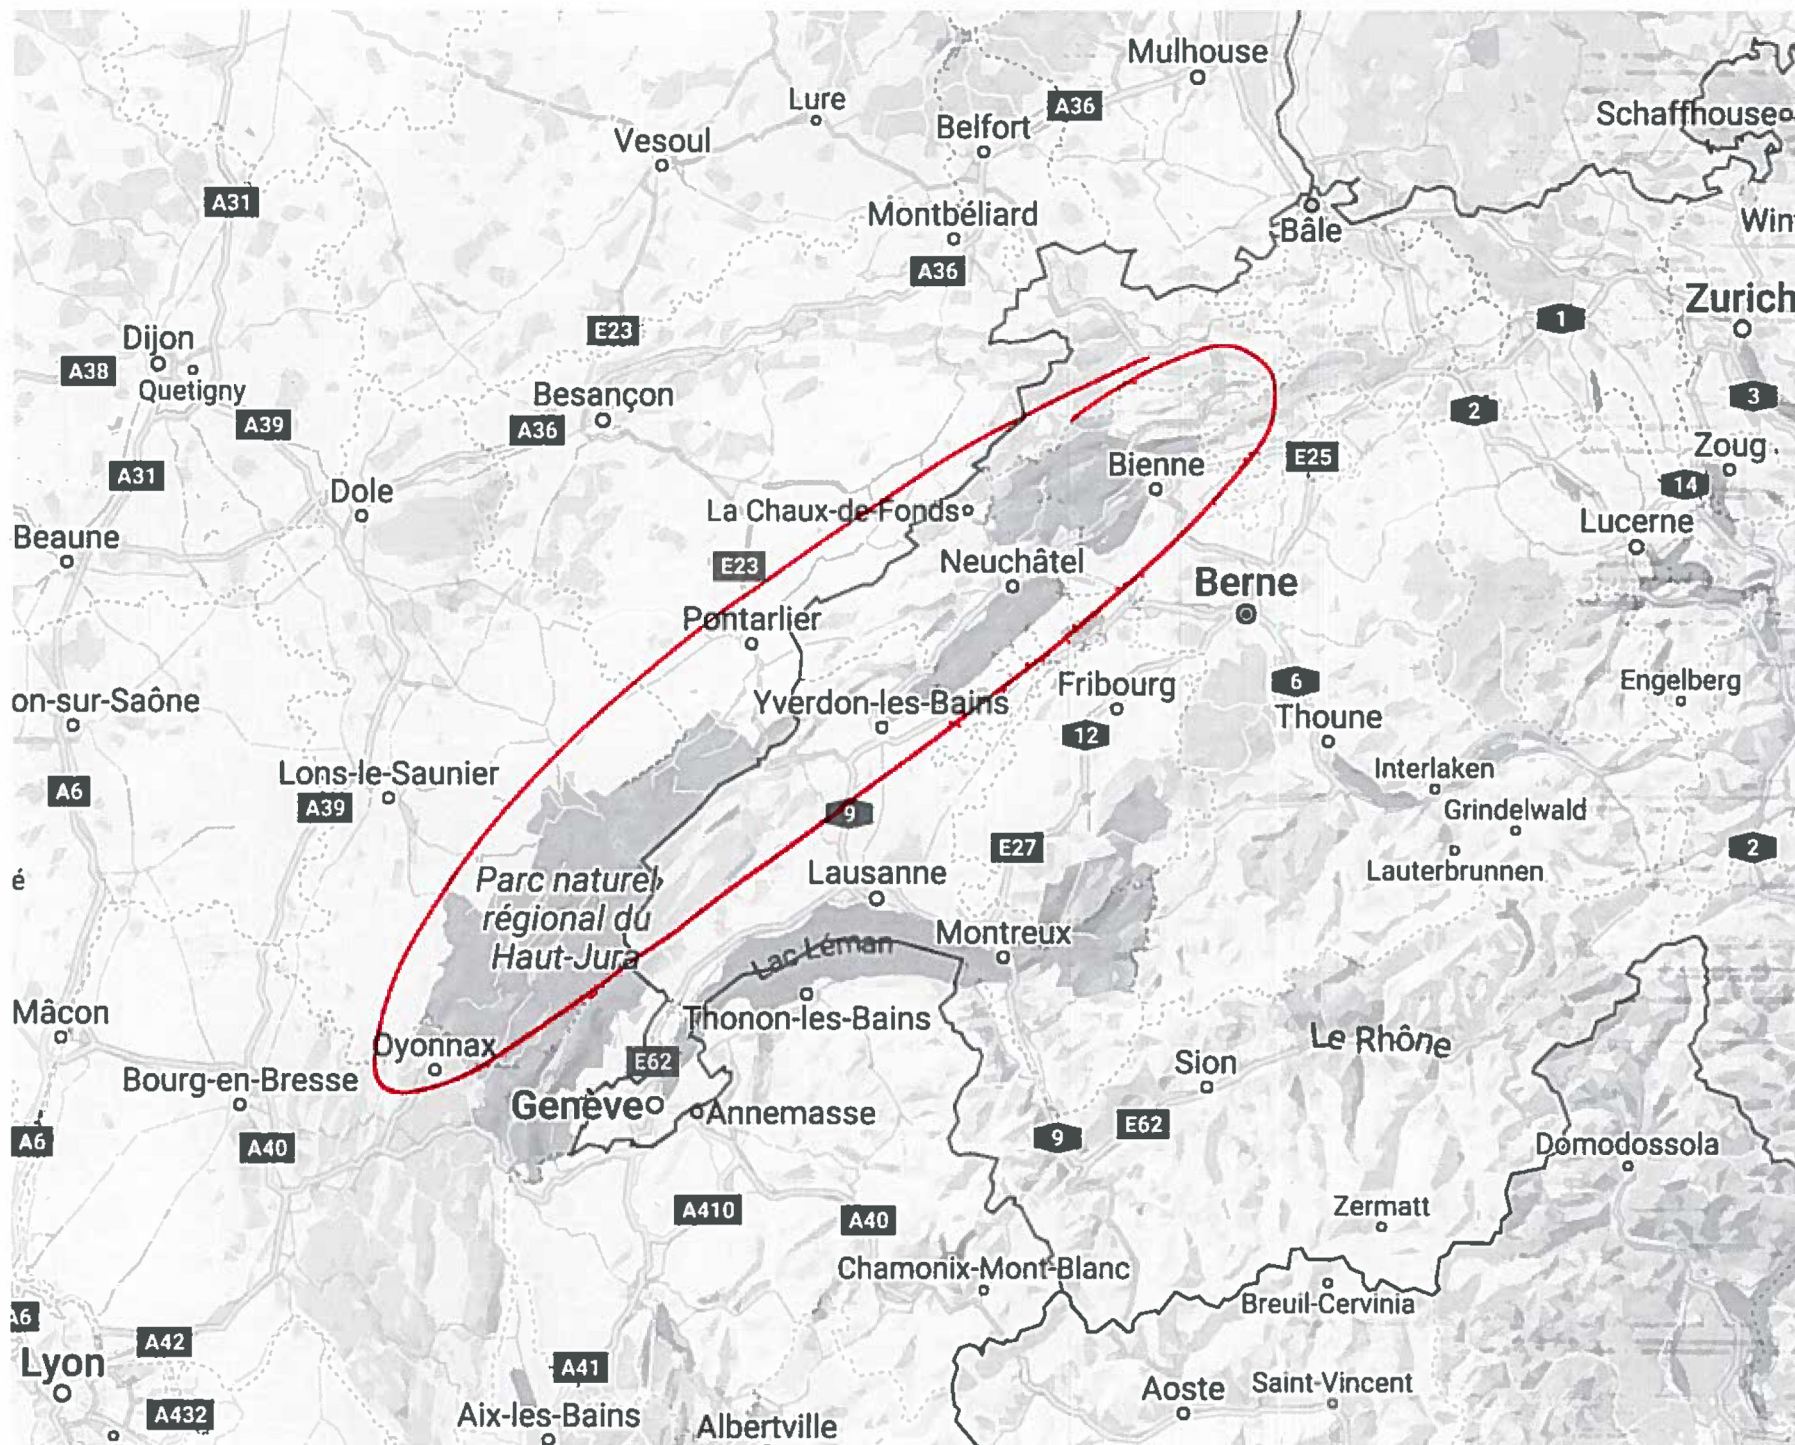 Mulhouse
Lure
A36
Belfort
Schaffhouse
Vesoul
A31
Montbéliard
Bâle
Win
A36
Zurich
1
Dijon
E23
A38
Quetigny
Besançon
3
2
A39
A36
Zoug
E25
Bienne
A31
14
Dole
La Chaux-de-Fonds
Lucerne
Beaune
Neuchâtel
E23
Berne
Pontarlier
6
Engelberg
on-sur-Saône
Yverdon-les-Bains
Fribourg
Thoune
12
Interlaken
Lons-le-Saunier
A6
A39
9
Grindelwald
E27
2
Lauterbrunnen
é
Parc naturel
régional du
Haut-Jura
Lausanne
Montreux
Lac Léman
Mâcon
Thonon-les-Bains
Le Rhône
Oyonnax
E62
Sion
Bourg-en-Bresse
Genève
Annemasse
E62
A6
A40
9
Domodossola
A410
A40
Zermatt
Chamonix-Mont-Blanc
A6
Breuil-Cervinia
A42
Lyon
A41
Aoste
Saint-Vincent
A432
Aix-les-Bains
Albertville